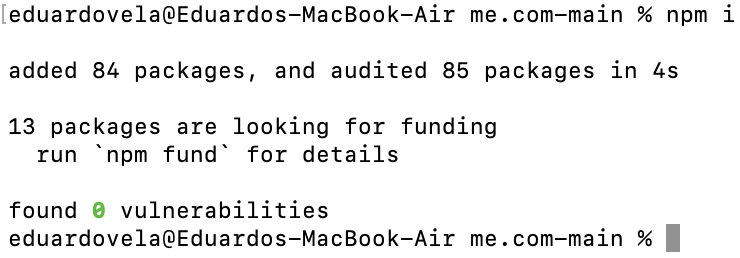 [eduardovela@Eduardos-MacBook-Air me.com-main % npm i
added 84 packages, and audited 85 packages in 4s
13 packages are looking for funding
run `npm fund` for details
found 0 vulnerabilities
eduardovela@Eduardos-MacBook-Air me.com-main %